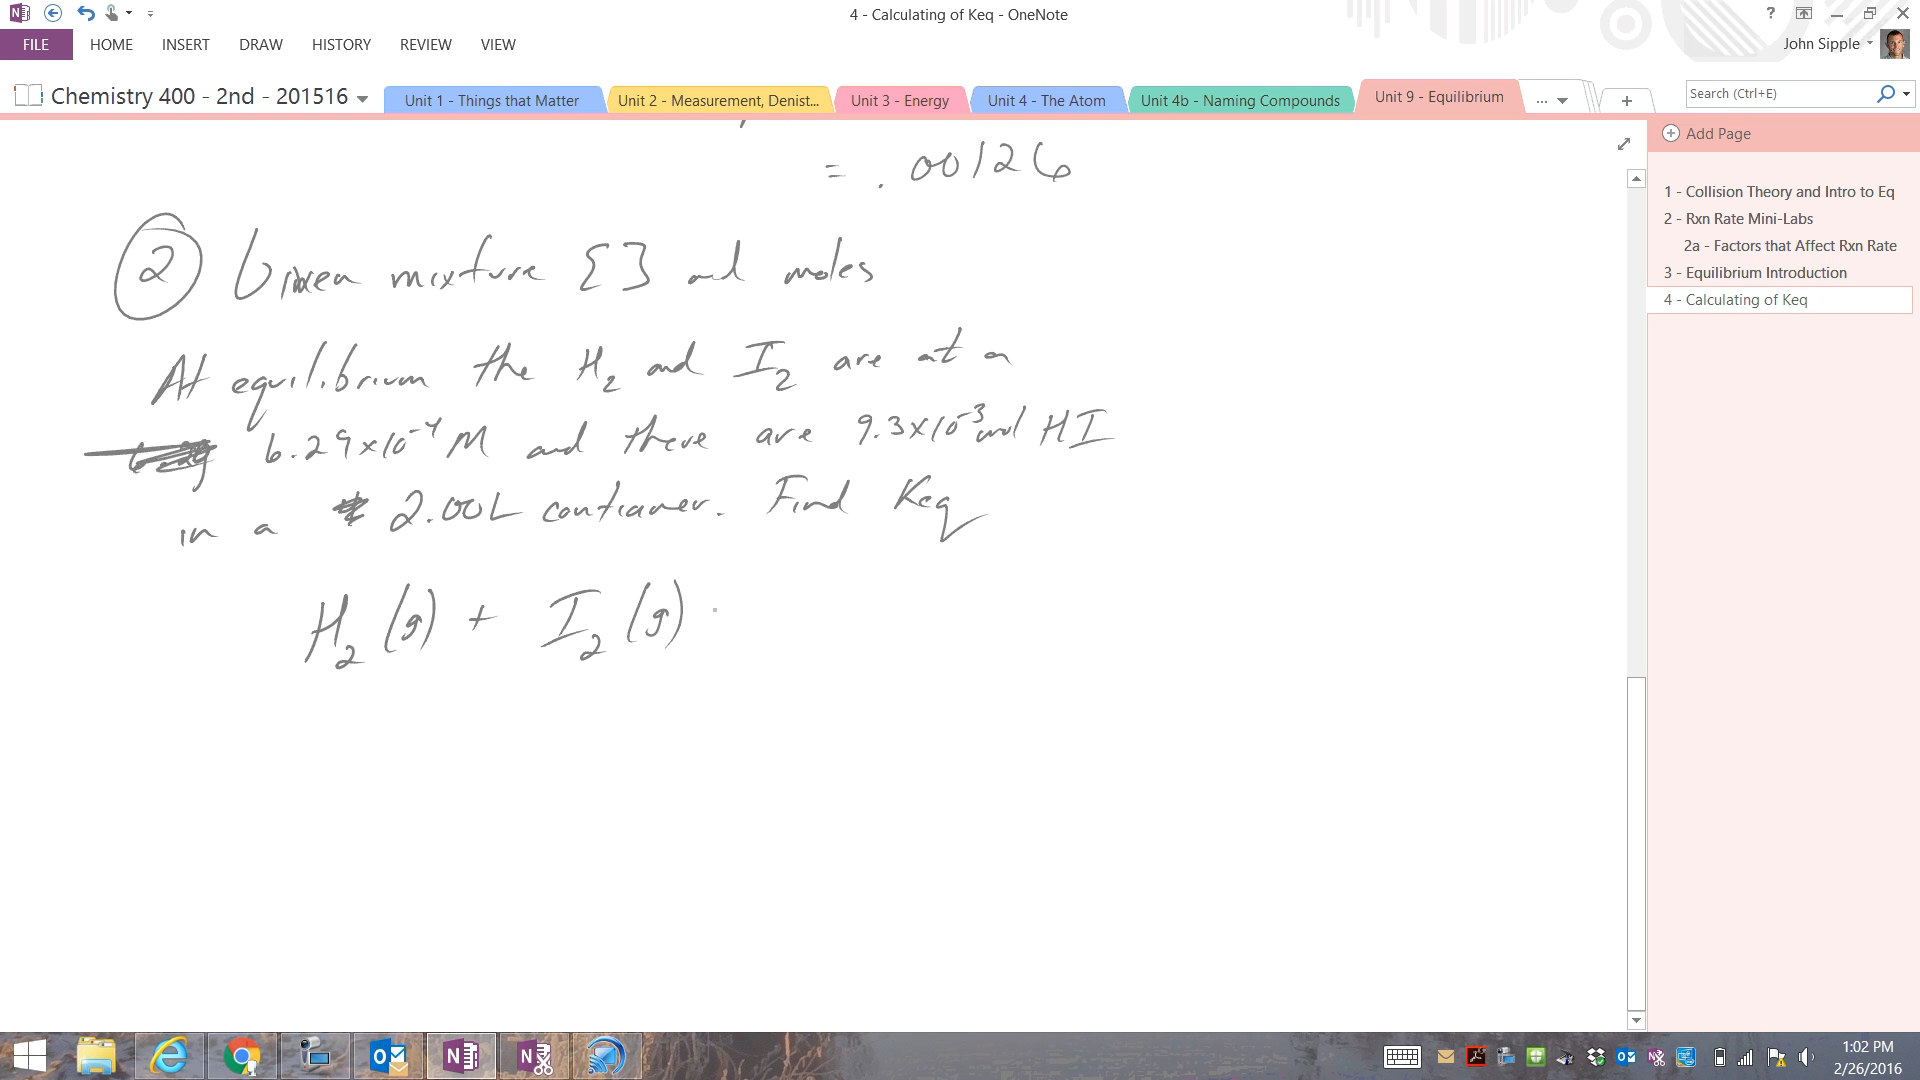 4 - Calculating of Keq - OneNote
?
FILE HOME INSERT DRAW HISTORY REVIEW VIEW
John Sipple
Chemistry 400 - 2nd - 201516
Unit 1 - Things that Matter
Unit 2 - Measurement, Denist...
Unit 3 - Energy
Unit 4 - The Atom
Unit 4b - Naming Compounds
Unit 9 - Equilibrium
...
Search (Ctrl+E)
Add Page
1 - Collision Theory and Intro to Eq
2 - Rxn Rate Mini-Labs
2a - Factors that Affect Rxn Rate
3 - Equilibrium Introduction
4 - Calculating of Keq
= .00126
2 Given mixture [ ] and moles
At equilibrium the H₂ and I₂ are at a
6.29x10⁻⁴ M and there are 9.3x10⁻³ mol HI
in a 2.00L container. Find Keq
H₂ (g) + I₂ (g)
1:02 PM
2/26/2016